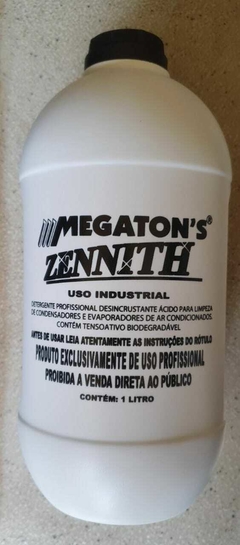 MEGATON'S®
ZENNITH
USO INDUSTRIAL
DETERGENTE PROFISSIONAL DESINCRUSTANTE ÁCIDO PARA LIMPEZA
DE CONDENSADORES E EVAPORADORES DE AR CONDICIONADOS.
CONTÉM TENSOATIVO BIODEGRADÁVEL
ANTES DE USAR LEIA ATENTAMENTE AS INSTRUÇÕES DO RÓTULO
PRODUTO EXCLUSIVAMENTE DE USO PROFISSIONAL
PROIBIDA A VENDA DIRETA AO PÚBLICO
CONTÉM: 1 LITRO